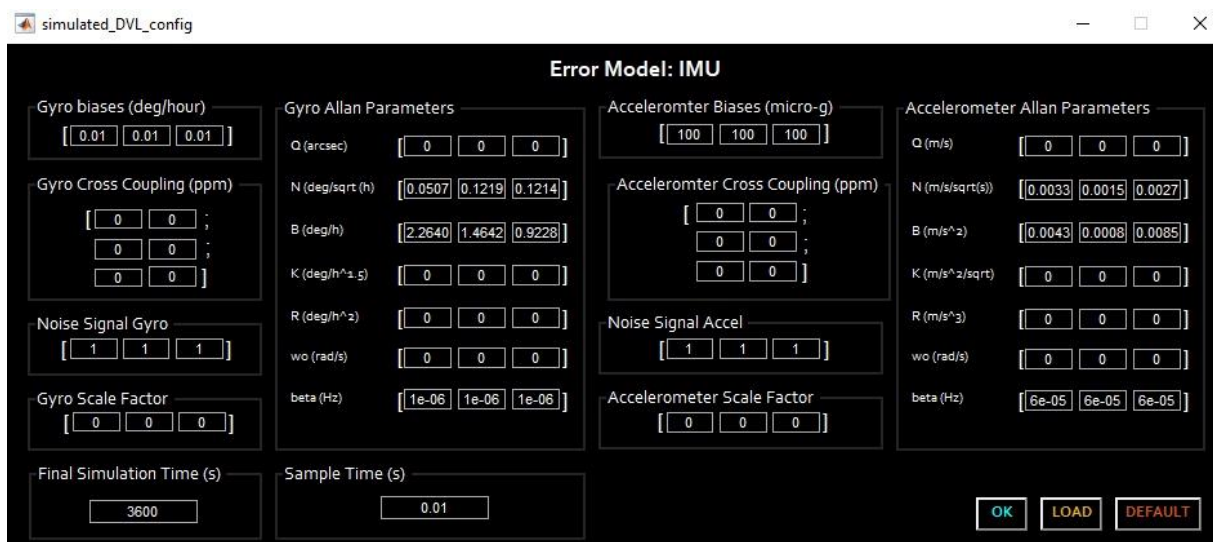 simulated_DVL_config
Error Model: IMU
Gyro biases (deg/hour)
[ 0.01 0.01 0.01 ]
Gyro Cross Coupling (ppm)
[ 0 0 ;
0 0 ;
0 0 ]
Noise Signal Gyro
[ 1 1 1 ]
Gyro Scale Factor
[ 0 0 0 ]
Final Simulation Time (s)
3600
Gyro Allan Parameters
Q (arcsec) [ 0 0 0 ]
N (deg/sqrt (h) [ 0.0507 0.1219 0.1214 ]
B (deg/h) [ 2.2640 1.4642 0.9228 ]
K (deg/h^1.5) [ 0 0 0 ]
R (deg/h^2) [ 0 0 0 ]
wo (rad/s) [ 0 0 0 ]
beta (Hz) [ 1e-06 1e-06 1e-06 ]
Sample Time (s)
0.01
Acceleromter Biases (micro-g)
[ 100 100 100 ]
Acceleromter Cross Coupling (ppm)
[ 0 0 ;
0 0 ;
0 0 ]
Noise Signal Accel
[ 1 1 1 ]
Accelerometer Scale Factor
[ 0 0 0 ]
Accelerometer Allan Parameters
Q (m/s) [ 0 0 0 ]
N (m/s/sqrt(s)) [ 0.0033 0.0015 0.0027 ]
B (m/s^2) [ 0.0043 0.0008 0.0085 ]
K (m/s^2/sqrt) [ 0 0 0 ]
R (m/s^3) [ 0 0 0 ]
wo (rad/s) [ 0 0 0 ]
beta (Hz) [ 6e-05 6e-05 6e-05 ]
OK LOAD DEFAULT